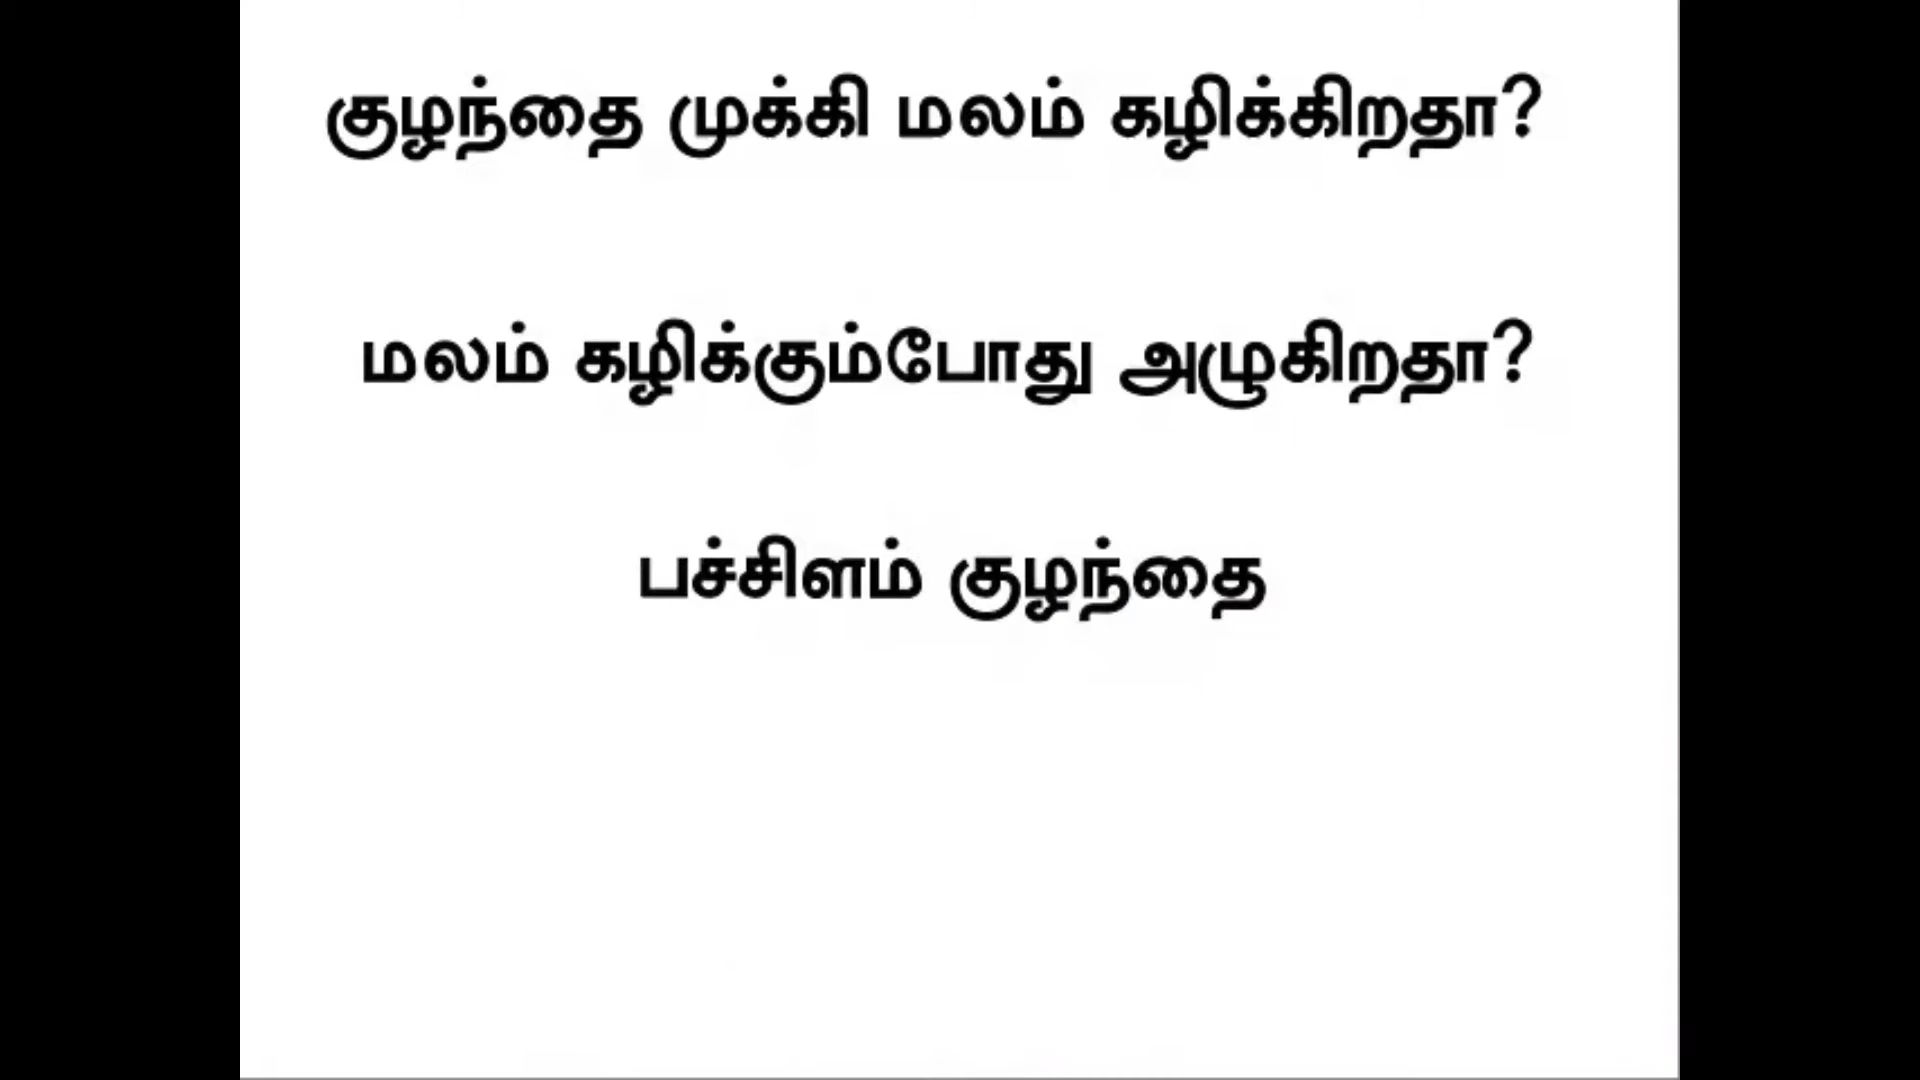 குழந்தை முக்கி மலம் கழிக்கிறதா?
மலம் கழிக்கும்போது அழுகிறதா?
பச்சிளம் குழந்தை